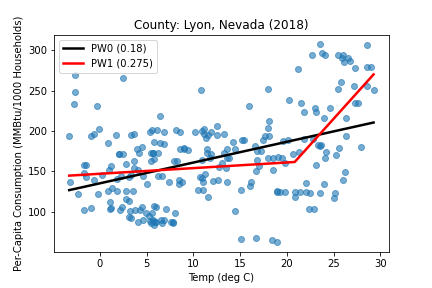 County: Lyon, Nevada (2018)
PW0 (0.18)
PW1 (0.275)
Per-Capita Consumption (MMBtu/1000 Households)
300
250
200
150
100
0 5 10 15 20 25 30
Temp (deg C)